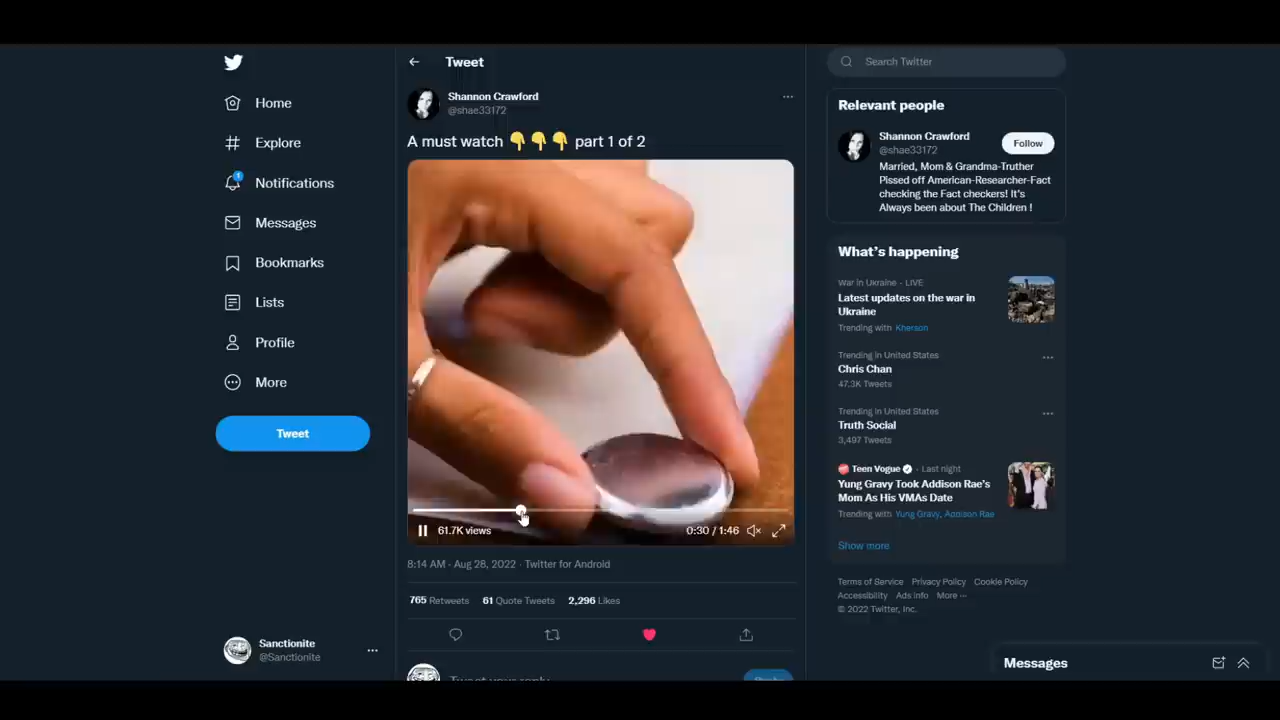 Home
Explore
1
Notifications
Messages
Bookmarks
Lists
Profile
More
Tweet
Sanctionite
@Sanctionite
Tweet
Shannon Crawford
@shae33172
A must watch 👇👇👇 part 1 of 2
61.7K views
0:30 / 1:46
8:14 AM · Aug 28, 2022 · Twitter for Android
765 Retweets 61 Quote Tweets 2,296 Likes
Search Twitter
Relevant people
Shannon Crawford
@shae33172
Follow
Married, Mom & Grandma-Truther
Pissed off American-Researcher-Fact
checking the Fact checkers! It's
Always been about The Children !
What's happening
War in Ukraine · LIVE
Latest updates on the war in
Ukraine
Trending with Kherson
Trending in United States
Chris Chan
47.3K Tweets
Trending in United States
Truth Social
3,497 Tweets
Teen Vogue · Last night
Yung Gravy Took Addison Rae's
Mom As His VMAs Date
Trending with Yung Gravy, Addison Rae
Show more
Terms of Service Privacy Policy Cookie Policy
Accessibility Ads info More ···
© 2022 Twitter, Inc.
Messages